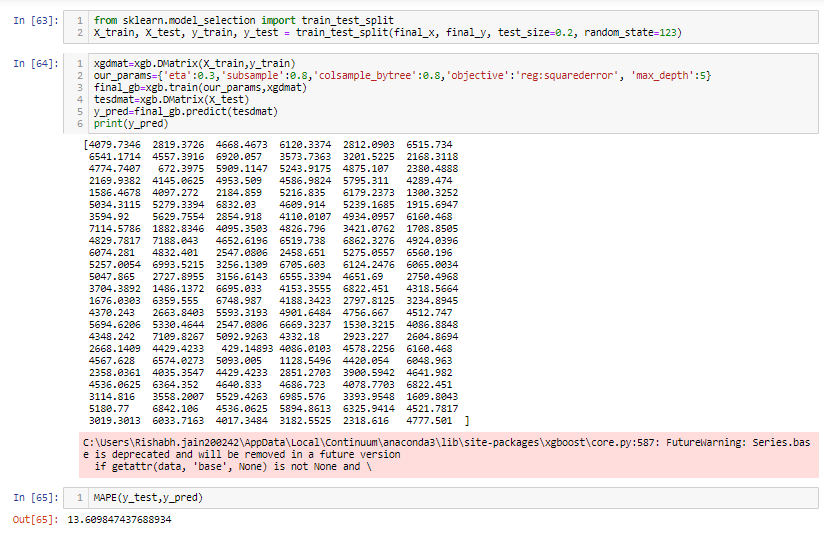 In [63]: 1 from sklearn.model_selection import train_test_split
2 X_train, X_test, y_train, y_test = train_test_split(final_x, final_y, test_size=0.2, random_state=123)
In [64]: 1 xgdmat=xgb.DMatrix(X_train,y_train)
2 our_params={'eta':0.3,'subsample':0.8,'colsample_bytree':0.8,'objective':'reg:squarederror', 'max_depth':5}
3 final_gb=xgb.train(our_params,xgdmat)
4 tesdmat=xgb.DMatrix(X_test)
5 y_pred=final_gb.predict(tesdmat)
6 print(y_pred)
[4079.7346 2819.3726 4668.4673 6120.3374 2812.0903 6515.734
6541.1714 4557.3916 6920.057 3573.7363 3201.5225 2168.3118
4774.7407 672.3975 5909.1147 5243.9175 4875.107 2380.4888
2169.9382 4145.0625 4953.509 4586.9824 5795.311 4289.474
1586.4678 4097.272 2184.859 5216.835 6179.2373 1300.3252
5034.3115 5279.3394 6832.03 4609.914 5239.1685 1915.6947
3594.92 5629.7554 2854.918 4110.0107 4934.0957 6160.468
7114.5786 1882.8346 4095.3503 4826.796 3421.0762 1708.8505
4829.7817 7188.043 4652.6196 6519.738 6862.3276 4924.0396
6074.281 4832.401 2547.0806 2458.651 5275.0557 6560.196
5257.0054 6993.5215 3256.1309 6705.603 6124.2476 6065.0034
5047.865 2727.8955 3156.6143 6555.3394 4651.69 2750.4968
3704.3892 1486.1372 6695.033 4153.3555 6822.451 4318.5664
1676.0303 6359.555 6748.987 4188.3423 2797.8125 3234.8945
4370.243 2663.8403 5593.3193 4901.6484 4756.667 4512.747
5694.6206 5330.4644 2547.0806 6669.3237 1530.3215 4086.8848
4348.242 7109.8267 5092.9263 4332.18 2923.227 2604.8694
2668.1409 4429.4233 429.14893 4086.0103 4578.2256 6160.468
4567.628 6574.0273 5093.005 1128.5496 4420.054 6048.963
2358.0361 4035.3547 4429.4233 2851.2703 3900.5942 4641.982
4536.0625 6364.352 4640.833 4686.723 4078.7703 6822.451
3114.816 3558.2007 5529.4263 6985.576 3393.9548 1609.8043
5180.77 6842.106 4536.0625 5894.8613 6325.9414 4521.7817
3019.3013 6033.7163 4017.3484 3182.5525 2318.616 4777.501 ]
C:\Users\Rishabh.jain200242\AppData\Local\Continuum\anaconda3\lib\site-packages\xgboost\core.py:587: FutureWarning: Series.bas
e is deprecated and will be removed in a future version
if getattr(data, 'base', None) is not None and \
In [65]: 1 MAPE(y_test,y_pred)
Out[65]: 13.609847437688934